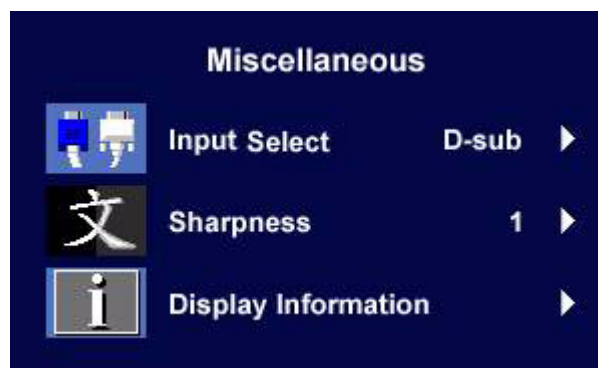 Miscellaneous
Input Select D-sub
文 Sharpness 1
i Display Information